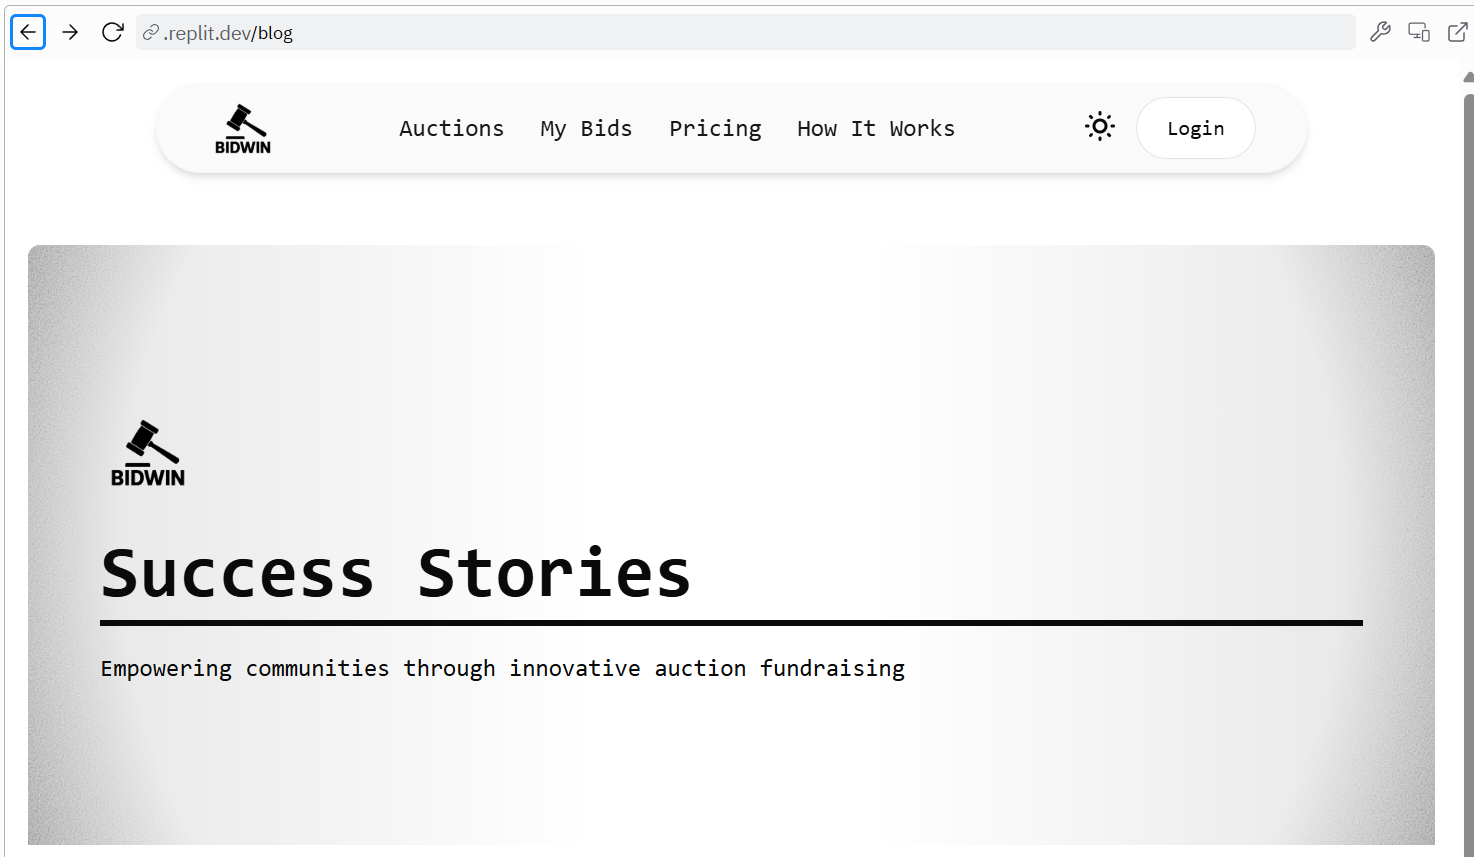 .replit.dev/blog
BIDWIN
Auctions My Bids Pricing How It Works
Login
BIDWIN
Success Stories
Empowering communities through innovative auction fundraising